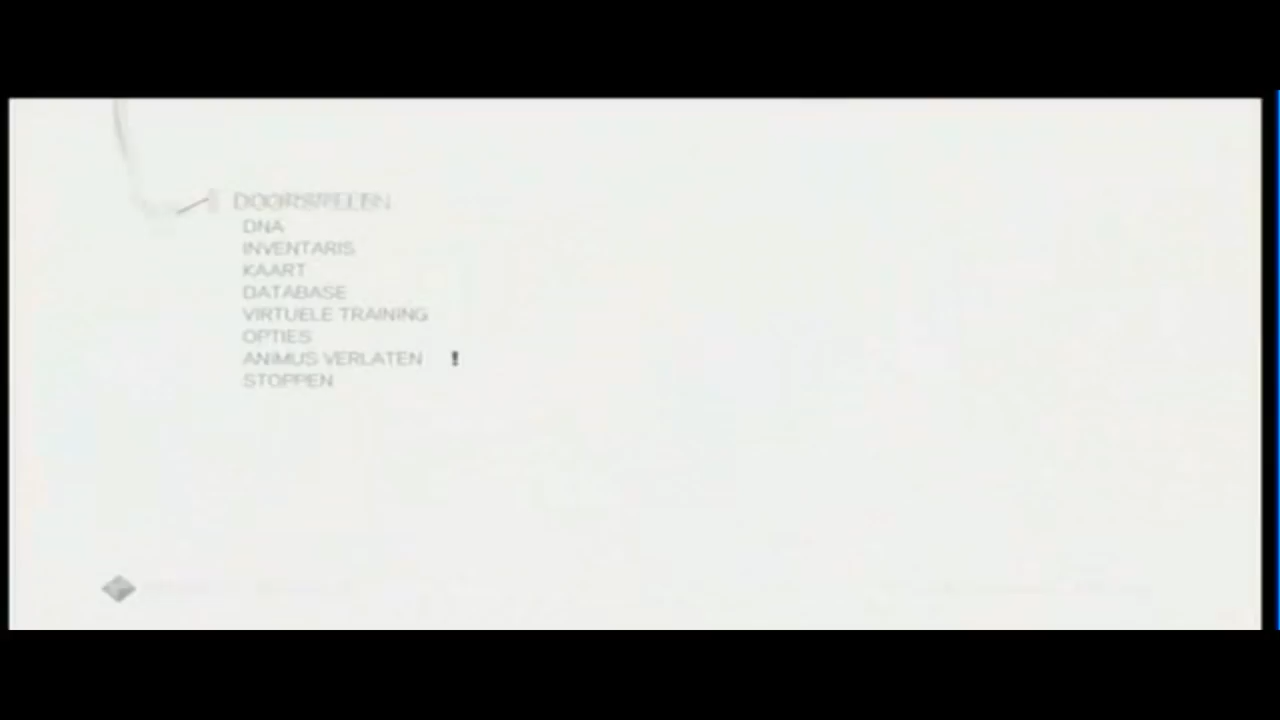 DOORSPELEN
DNA
INVENTARIS
KAART
DATABASE
VIRTUELE TRAINING
OPTIES
ANIMUS VERLATEN !
STOPPEN